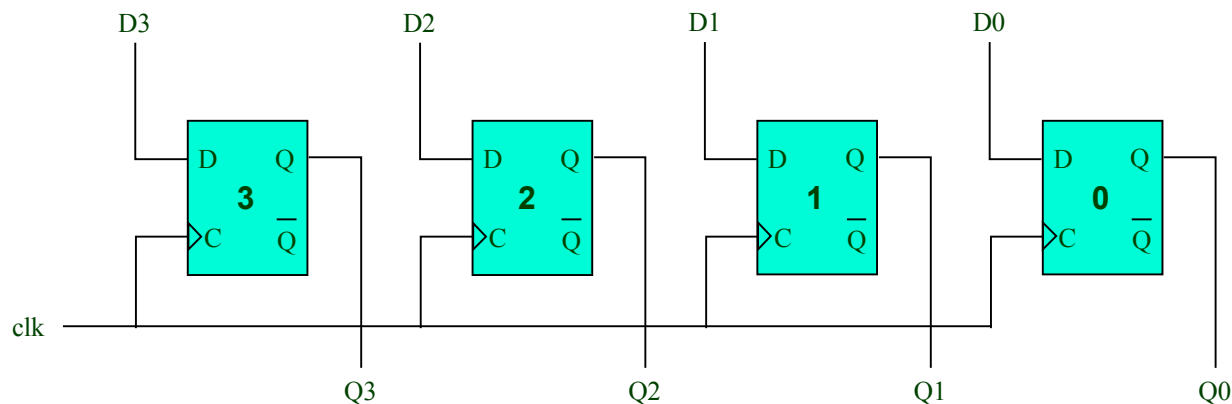 D3 D2 D1 D0
D Q D Q D Q D Q
3 2 1 0
C Q̅ C Q̅ C Q̅ C Q̅
clk
Q3 Q2 Q1 Q0